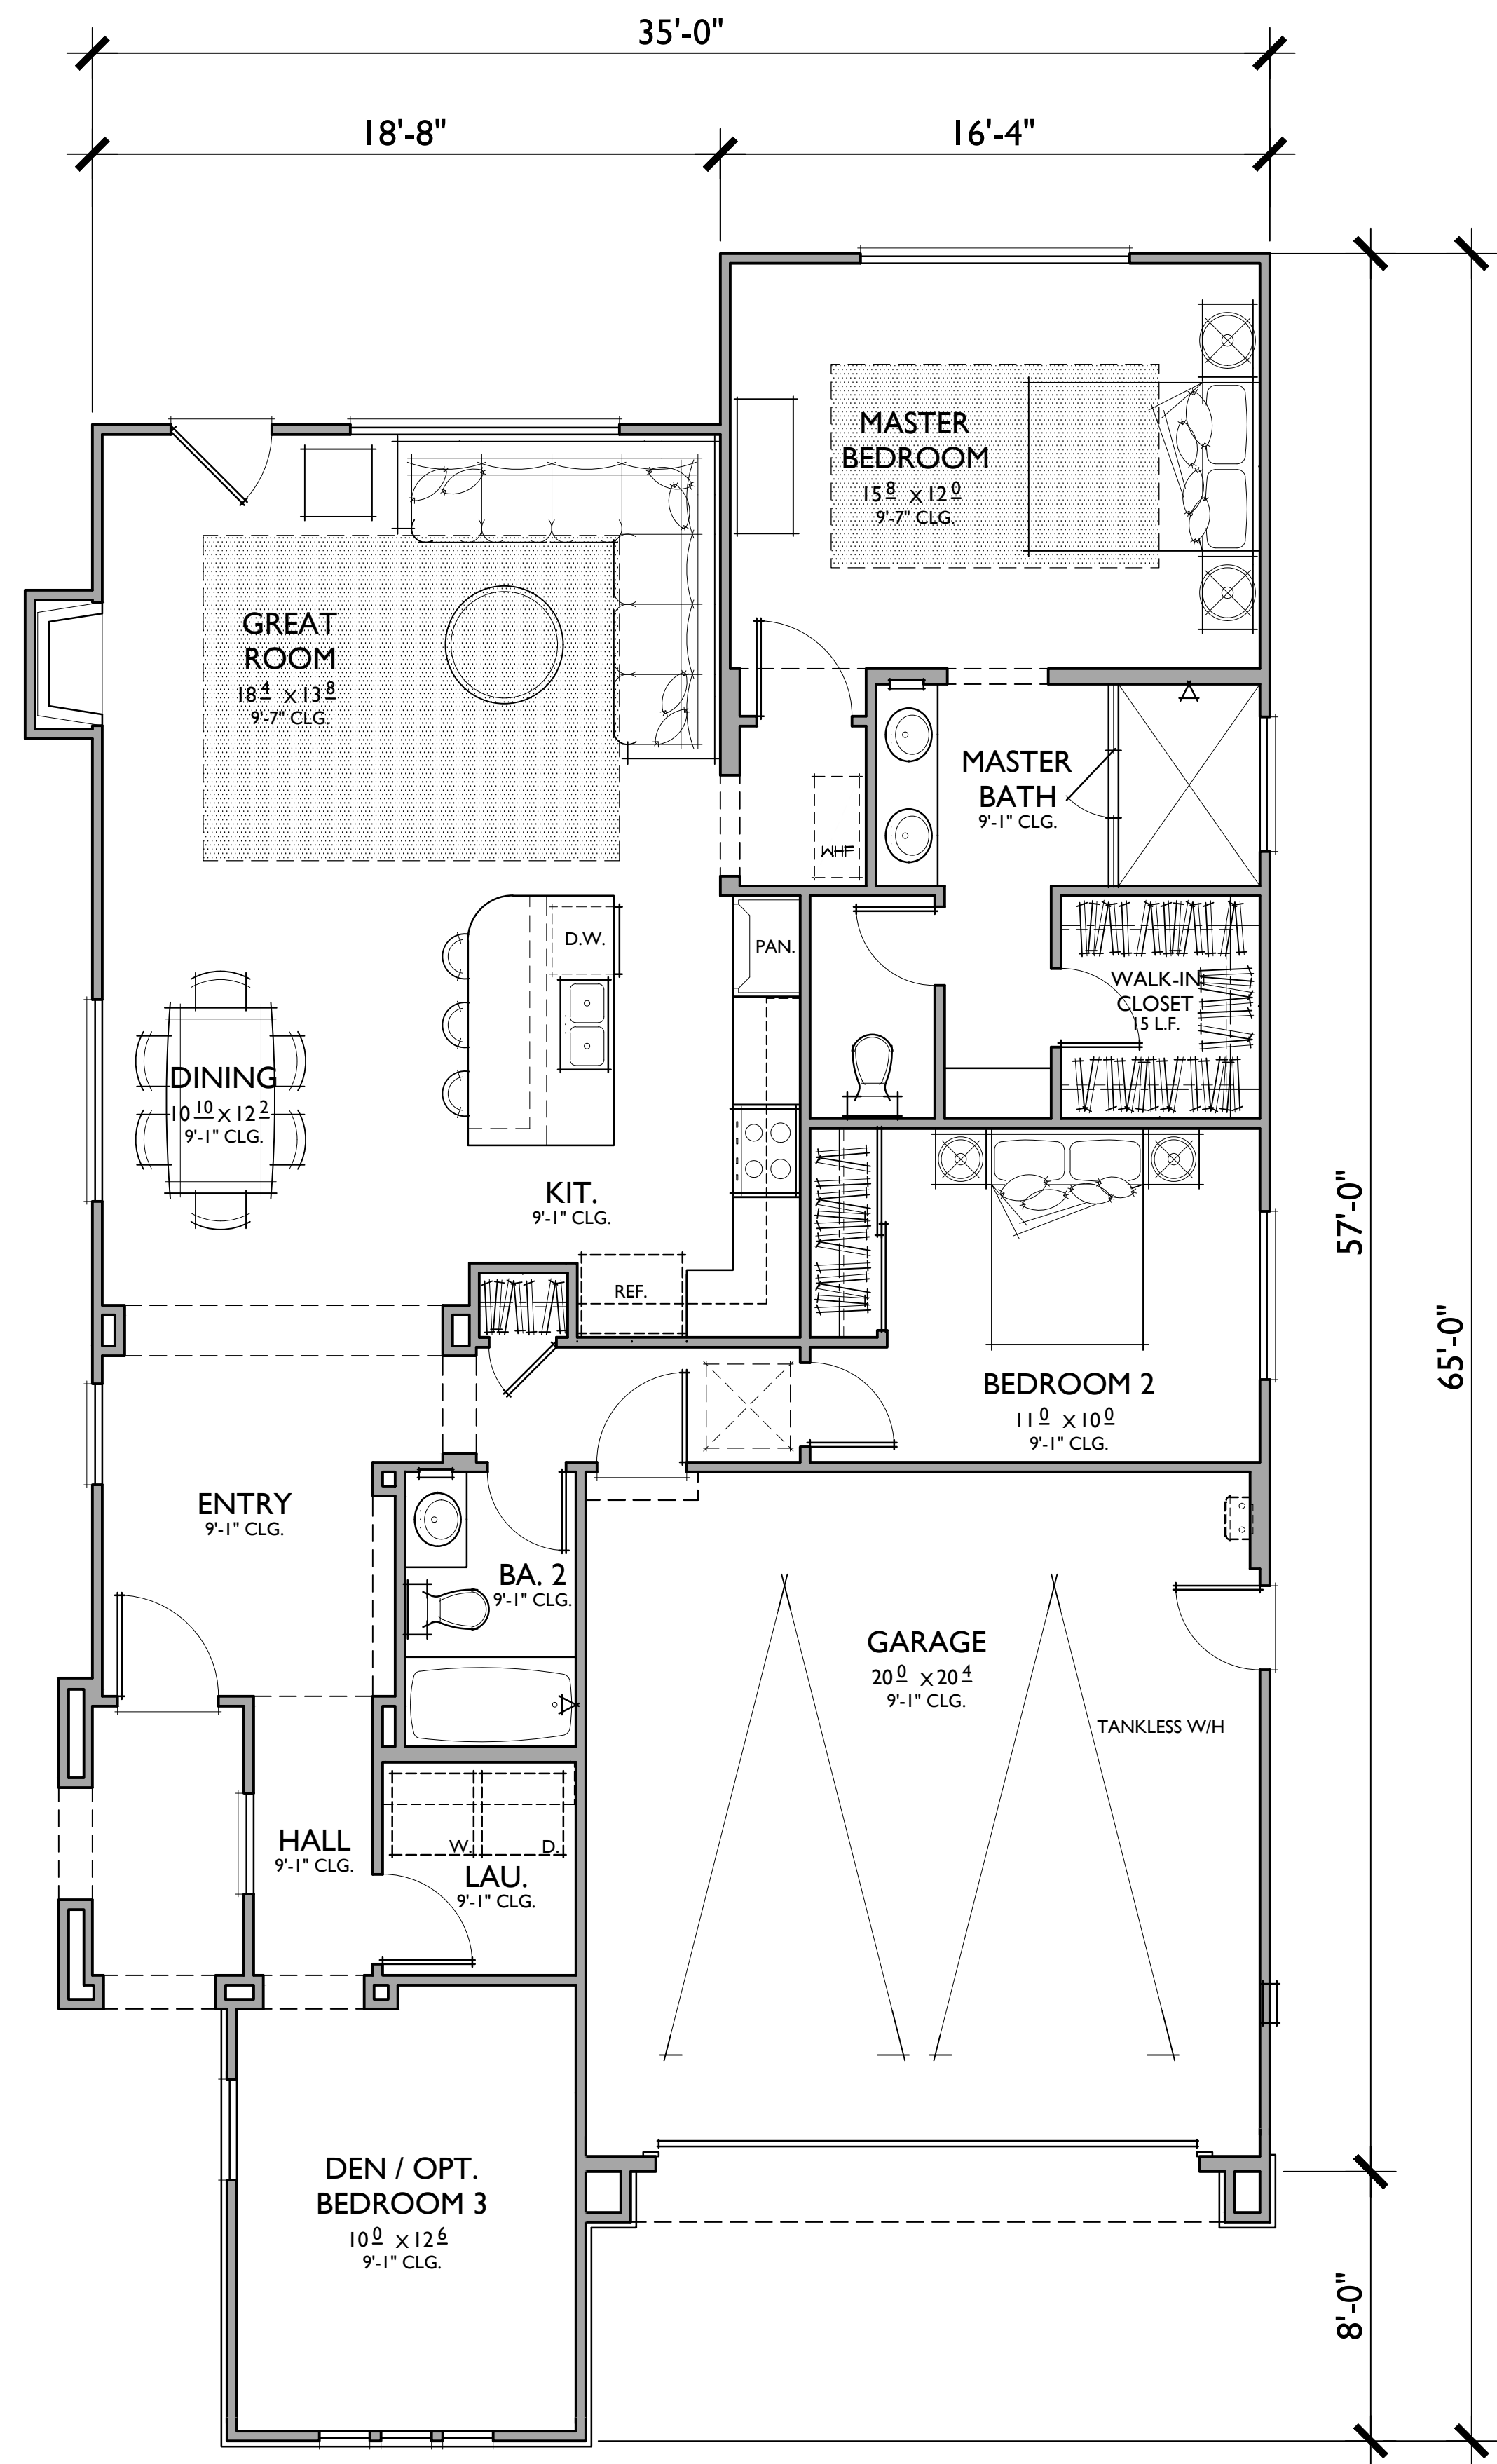 35'-0"
18'-8"
16'-4"
MASTER
BEDROOM
15 8 X 12 0
9'-7" CLG.
GREAT
ROOM
18 4 X 13 8
9'-7" CLG.
MASTER
BATH
9'-1" CLG.
WHF
D.W.
PAN.
WALK-IN
CLOSET
15 L.F.
DINING
10 10 X 12 2
9'-1" CLG.
KIT.
9'-1" CLG.
REF.
57'-0"
65'-0"
BEDROOM 2
11 0 X 10 0
9'-1" CLG.
ENTRY
9'-1" CLG.
BA. 2
9'-1" CLG.
GARAGE
20 0 X 20 4
9'-1" CLG.
TANKLESS W/H
HALL
9'-1" CLG.
W.
D.
LAU.
9'-1" CLG.
DEN / OPT.
BEDROOM 3
10 0 X 12 6
9'-1" CLG.
8'-0"